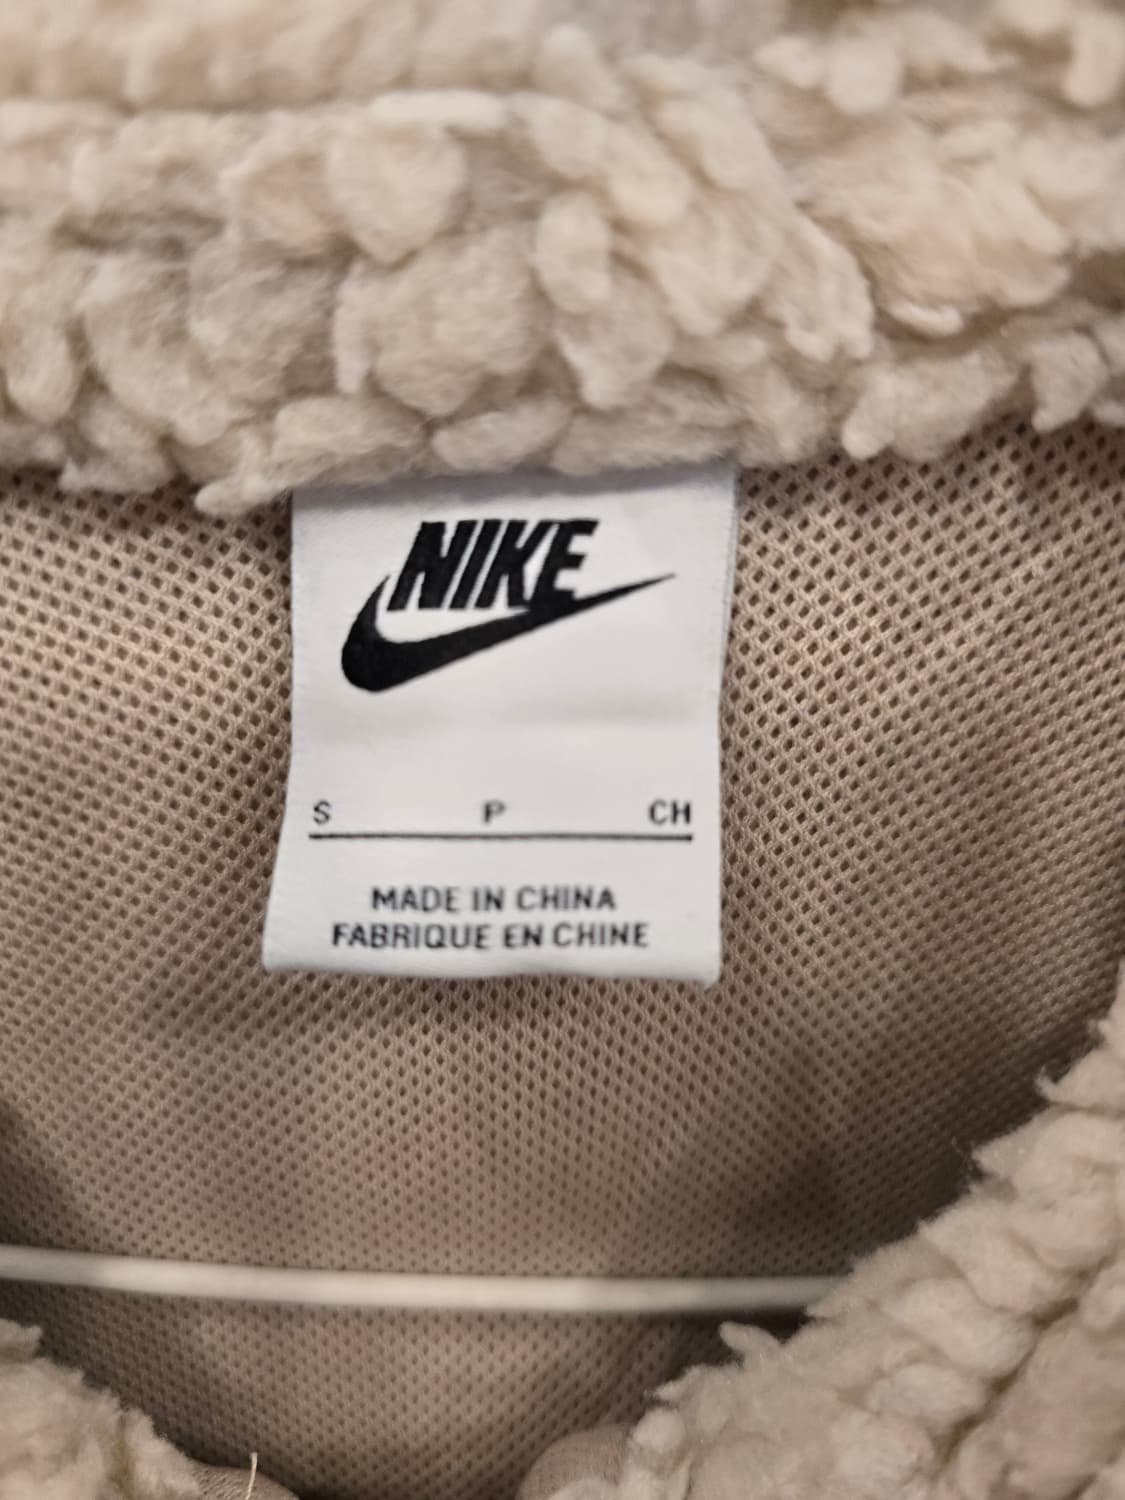 NIKE
S P CH
MADE IN CHINA
FABRIQUE EN CHINE